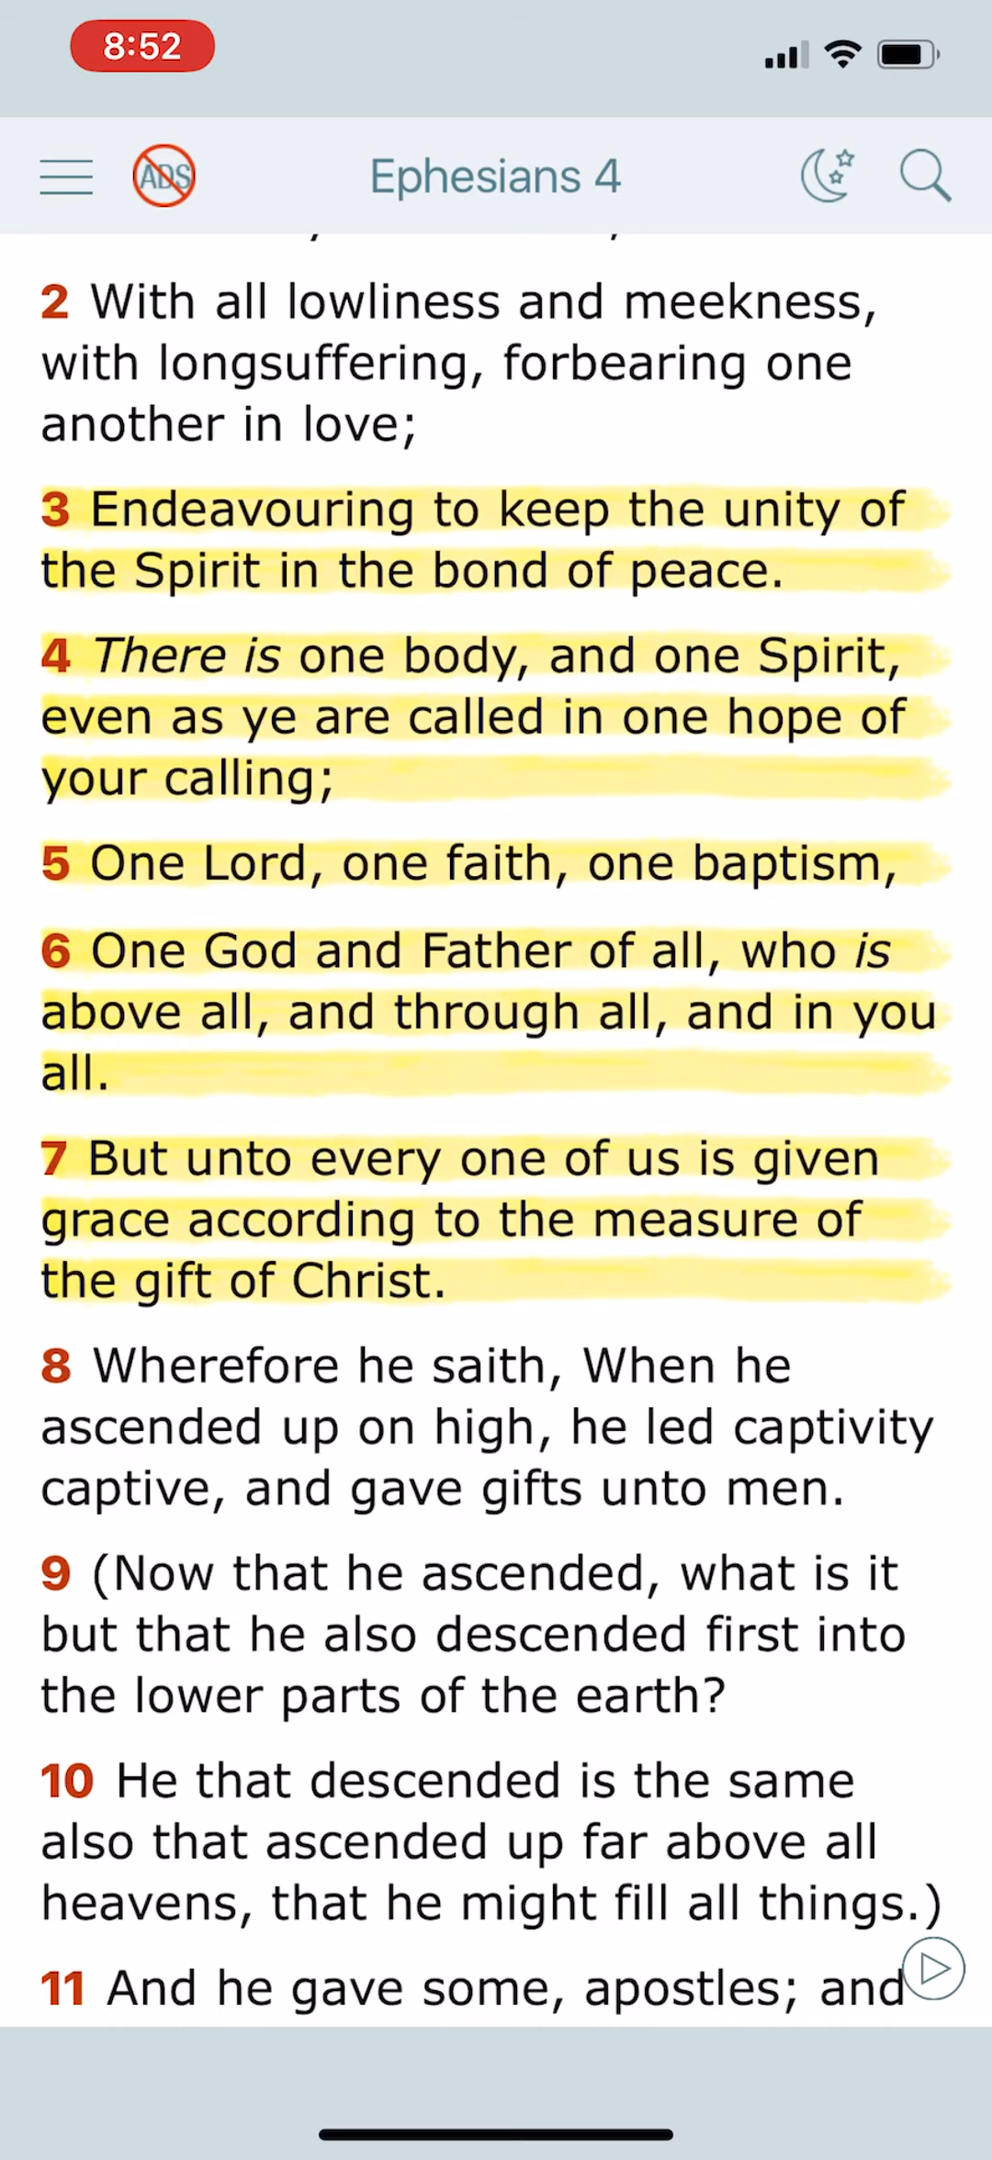 8:52
ADS
Ephesians 4
2 With all lowliness and meekness,
with longsuffering, forbearing one
another in love;
3 Endeavouring to keep the unity of
the Spirit in the bond of peace.
4 There is one body, and one Spirit,
even as ye are called in one hope of
your calling;
5 One Lord, one faith, one baptism,
6 One God and Father of all, who is
above all, and through all, and in you
all.
7 But unto every one of us is given
grace according to the measure of
the gift of Christ.
8 Wherefore he saith, When he
ascended up on high, he led captivity
captive, and gave gifts unto men.
9 (Now that he ascended, what is it
but that he also descended first into
the lower parts of the earth?
10 He that descended is the same
also that ascended up far above all
heavens, that he might fill all things.)
11 And he gave some, apostles; and